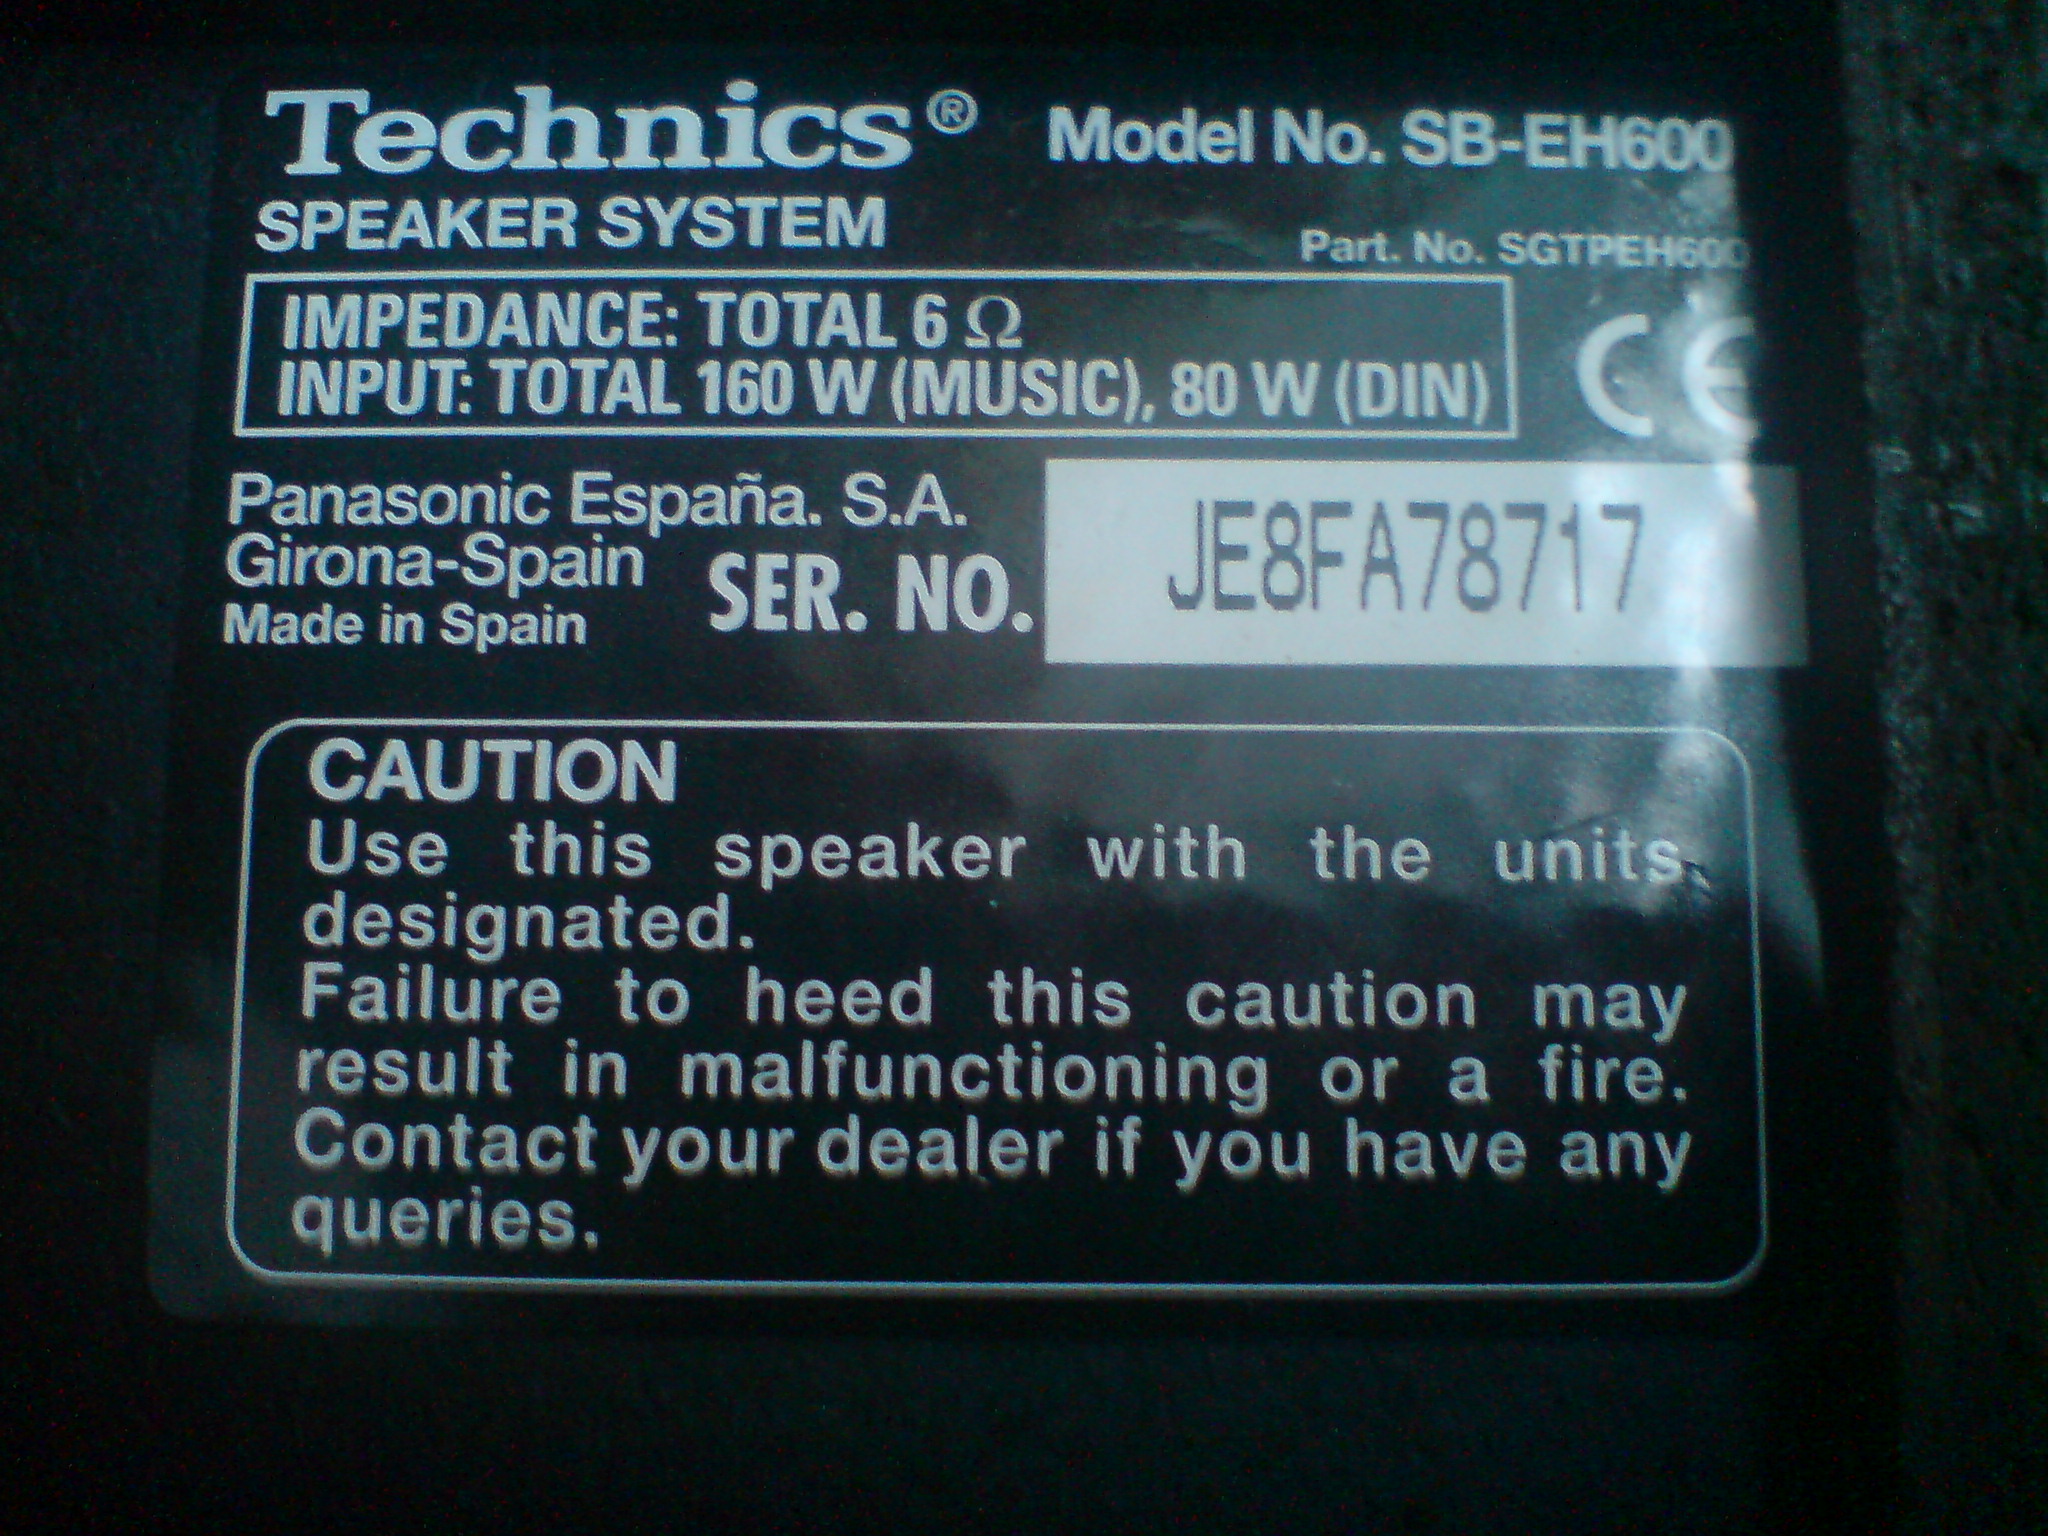 Technics® Model No. SB-EH600
SPEAKER SYSTEM
Part. No. SGTPEH600
IMPEDANCE: TOTAL 6 Ω
INPUT: TOTAL 160 W (MUSIC), 80 W (DIN)
CE
Panasonic España. S.A.
Girona-Spain
Made in Spain
SER. NO. JE8FA78717
CAUTION
Use this speaker with the units
designated.
Failure to heed this caution may
result in malfunctioning or a fire.
Contact your dealer if you have any
queries.